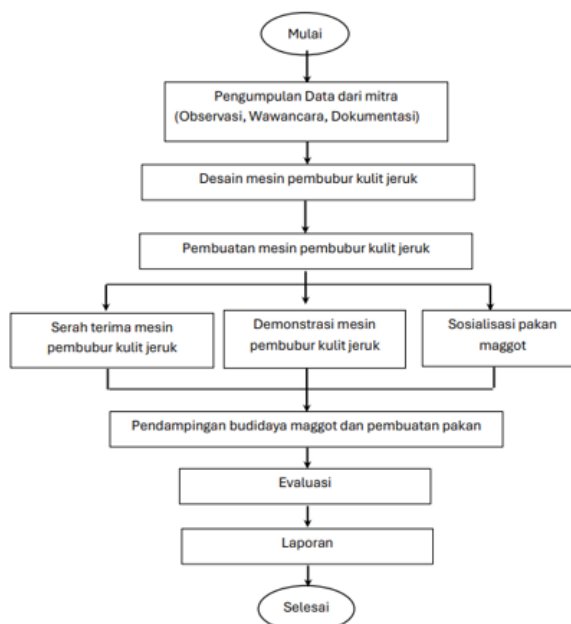 Mulai
Pengumpulan Data dari mitra
(Observasi, Wawancara, Dokumentasi)
Desain mesin pembubur kulit jeruk
Pembuatan mesin pembubur kulit jeruk
Serah terima mesin
pembubur kulit jeruk
Demonstrasi mesin
pembubur kulit jeruk
Sosialisasi pakan
maggot
Pendampingan budidaya maggot dan pembuatan pakan
Evaluasi
Laporan
Selesai